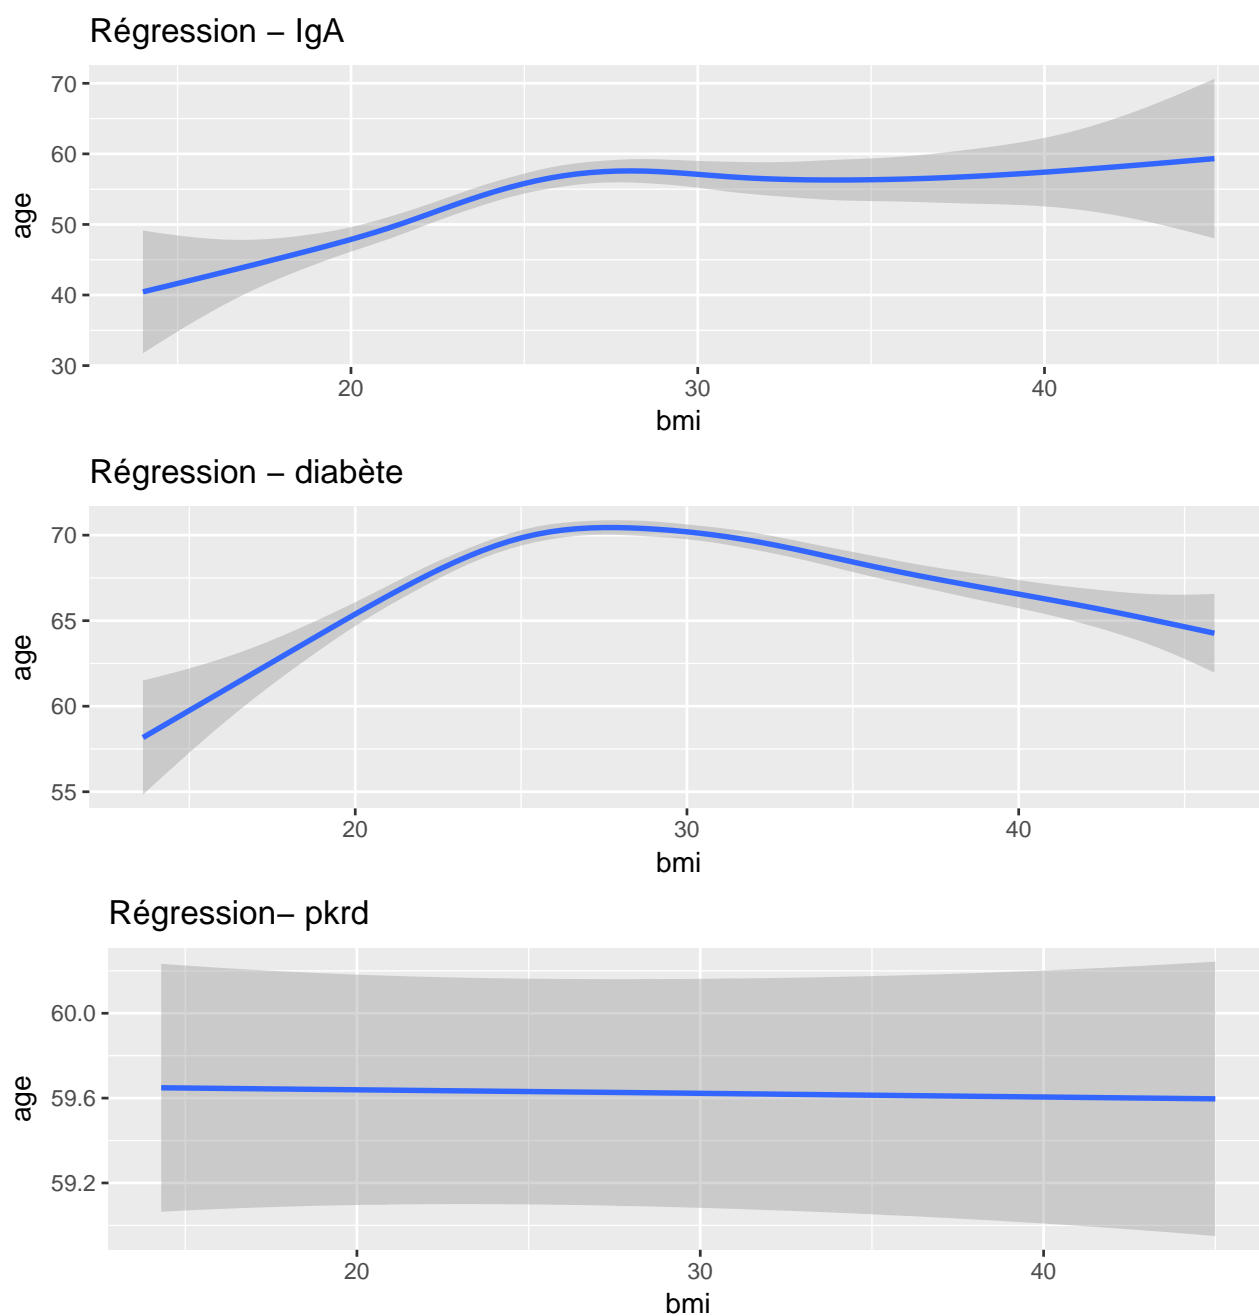 Régression – IgA
70
60
50
40
30
age
20 30 40
bmi
Régression – diabète
70
65
60
55
age
20 30 40
bmi
Régression– pkrd
60.0
59.6
59.2
age
20 30 40
bmi